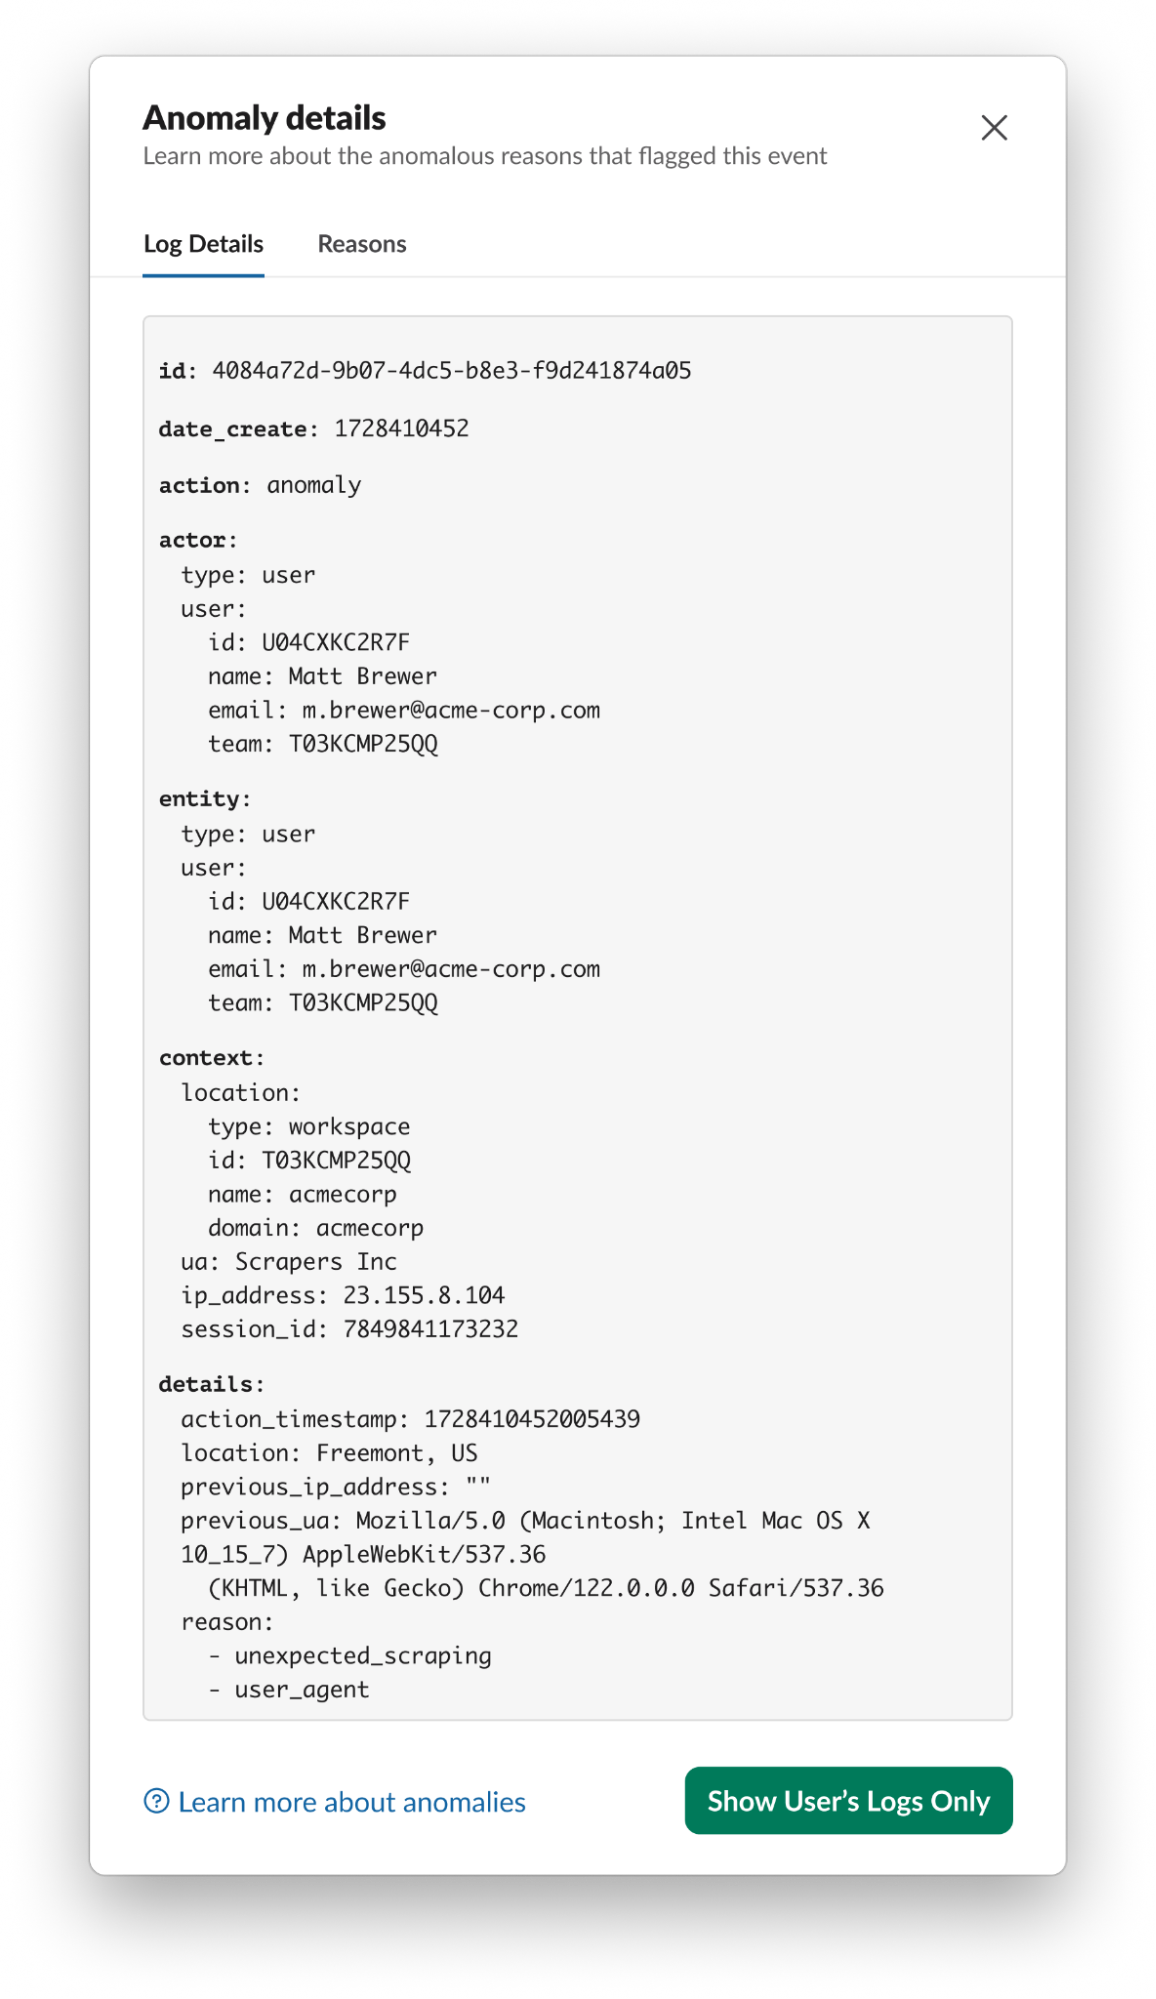 Anomaly details
Learn more about the anomalous reasons that flagged this event
Log Details
Reasons
id: 4084a72d-9b07-4dc5-b8e3-f9d241874a05
date_create: 1728410452
action: anomaly
actor:
type: user
user:
id: U04CXKC2R7F
name: Matt Brewer
email: m.brewer@acme-corp.com
team: T03KCMP25QQ
entity:
type: user
user:
id: U04CXKC2R7F
name: Matt Brewer
email: m.brewer@acme-corp.com
team: T03KCMP25QQ
context:
location:
type: workspace
id: T03KCMP25QQ
name: acmecorp
domain: acmecorp
ua: Scrapers Inc
ip_address: 23.155.8.104
session_id: 7849841173232
details:
action_timestamp: 1728410452005439
location: Freemont, US
previous_ip_address: ""
previous_ua: Mozilla/5.0 (Macintosh; Intel Mac OS X
10_15_7) AppleWebKit/537.36
(KHTML, like Gecko) Chrome/122.0.0.0 Safari/537.36
reason:
- unexpected_scraping
- user_agent
Learn more about anomalies
Show User’s Logs Only